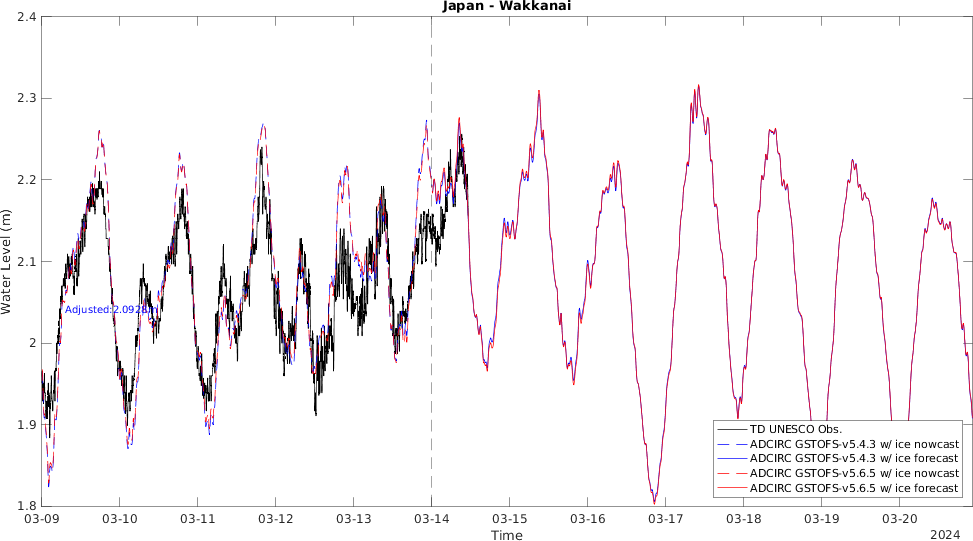 Japan - Wakkanai
Water Level (m)
2.4
2.3
2.2
2.1
2
1.9
1.8
Adjusted:2.0928m
TD UNESCO Obs.
ADCIRC GSTOFS-v5.4.3 w/ ice nowcast
ADCIRC GSTOFS-v5.4.3 w/ ice forecast
ADCIRC GSTOFS-v5.6.5 w/ ice nowcast
ADCIRC GSTOFS-v5.6.5 w/ ice forecast
03-09 03-10 03-11 03-12 03-13 03-14 03-15 03-16 03-17 03-18 03-19 03-20
Time
2024